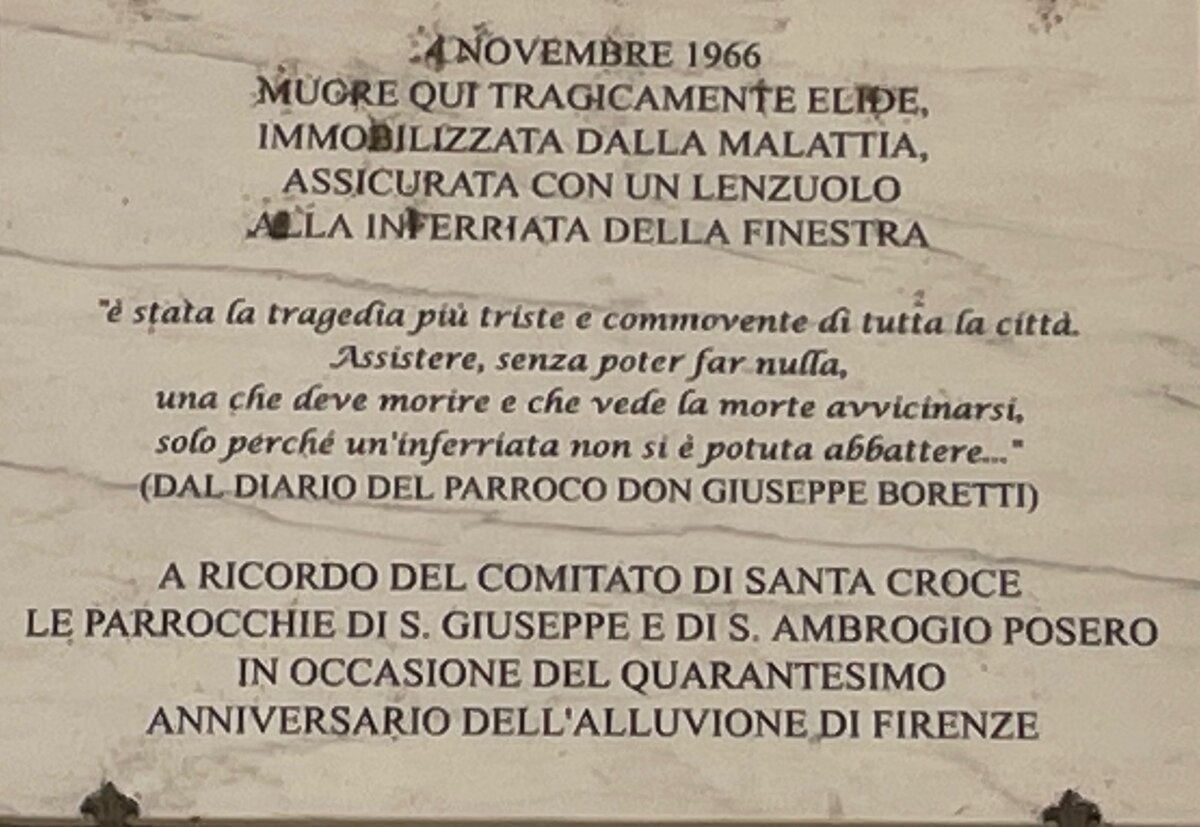 4 NOVEMBRE 1966
MUORE QUI TRAGICAMENTE ELIDE,
IMMOBILIZZATA DALLA MALATTIA,
ASSICURATA CON UN LENZUOLO
ALLA INFERRIATA DELLA FINESTRA
"è stata la tragedia più triste e commovente di tutta la città.
Assistere, senza poter far nulla,
una che deve morire e che vede la morte avvicinarsi,
solo perché un'inferriata non si è potuta abbattere..."
(DAL DIARIO DEL PARROCO DON GIUSEPPE BORETTI)
A RICORDO DEL COMITATO DI SANTA CROCE
LE PARROCCHIE DI S. GIUSEPPE E DI S. AMBROGIO POSERO
IN OCCASIONE DEL QUARANTESIMO
ANNIVERSARIO DELL'ALLUVIONE DI FIRENZE